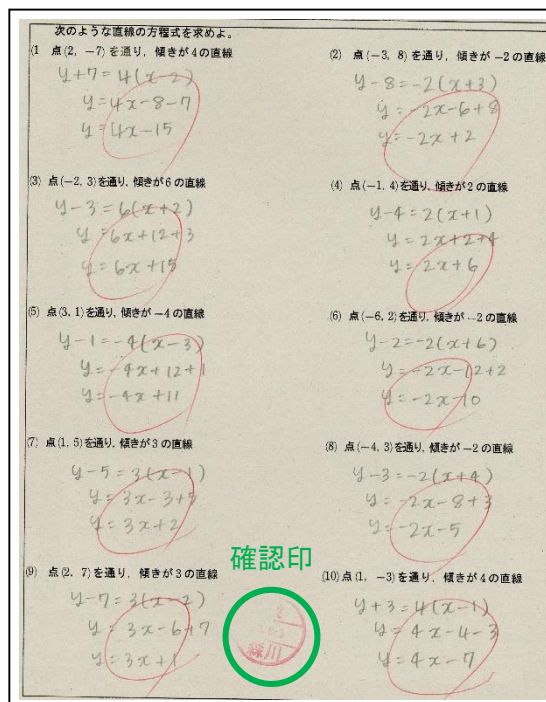 次のような直線の方程式を求めよ。
(1 点(2, −7)を通り, 傾きが4の直線
y+7=4(x-2)
y=4x-8-7
y=4x-15
(2) 点(−3, 8)を通り, 傾きが−2の直線
y-8=-2(x+3)
y=-2x-6+8
y=-2x+2
(3) 点(−2, 3)を通り, 傾きが6の直線
y-3=6(x+2)
y=6x+12+3
y=6x+15
(4) 点(−1, 4)を通り, 傾きが2の直線
y-4=2(x+1)
y=2x+2+4
y=2x+6
(5) 点(3, 1)を通り, 傾きが−4の直線
y-1=-4(x-3)
y=-4x+12+1
y=-4x+11
(6) 点(−6, 2)を通り, 傾きが−2の直線
y-2=-2(x+6)
y=-2x-12+2
y=-2x-10
(7) 点(1, 5)を通り, 傾きが3の直線
y-5=3(x-1)
y=3x-3+5
y=3x+2
(8) 点(−4, 3)を通り, 傾きが−2の直線
y-3=-2(x+4)
y=-2x-8+3
y=-2x-5
(9) 点(2, 7)を通り, 傾きが3の直線
y-7=3(x-2)
y=3x-6+7
y=3x+1
確認印
森川
(10) 点(1, −3)を通り, 傾きが4の直線
y+3=4(x-1)
y=4x-4-3
y=4x-7